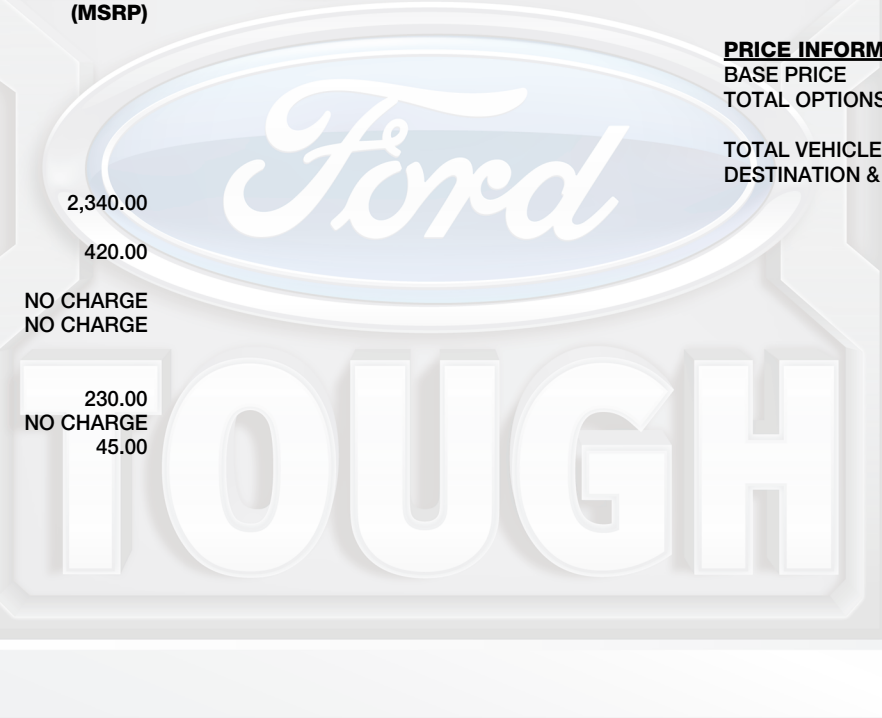 (MSRP)
2,340.00
420.00
NO CHARGE
NO CHARGE
230.00
NO CHARGE
45.00
PRICE INFORM
BASE PRICE
TOTAL OPTIONS
TOTAL VEHICLE
DESTINATION &
Ford
TOUGH